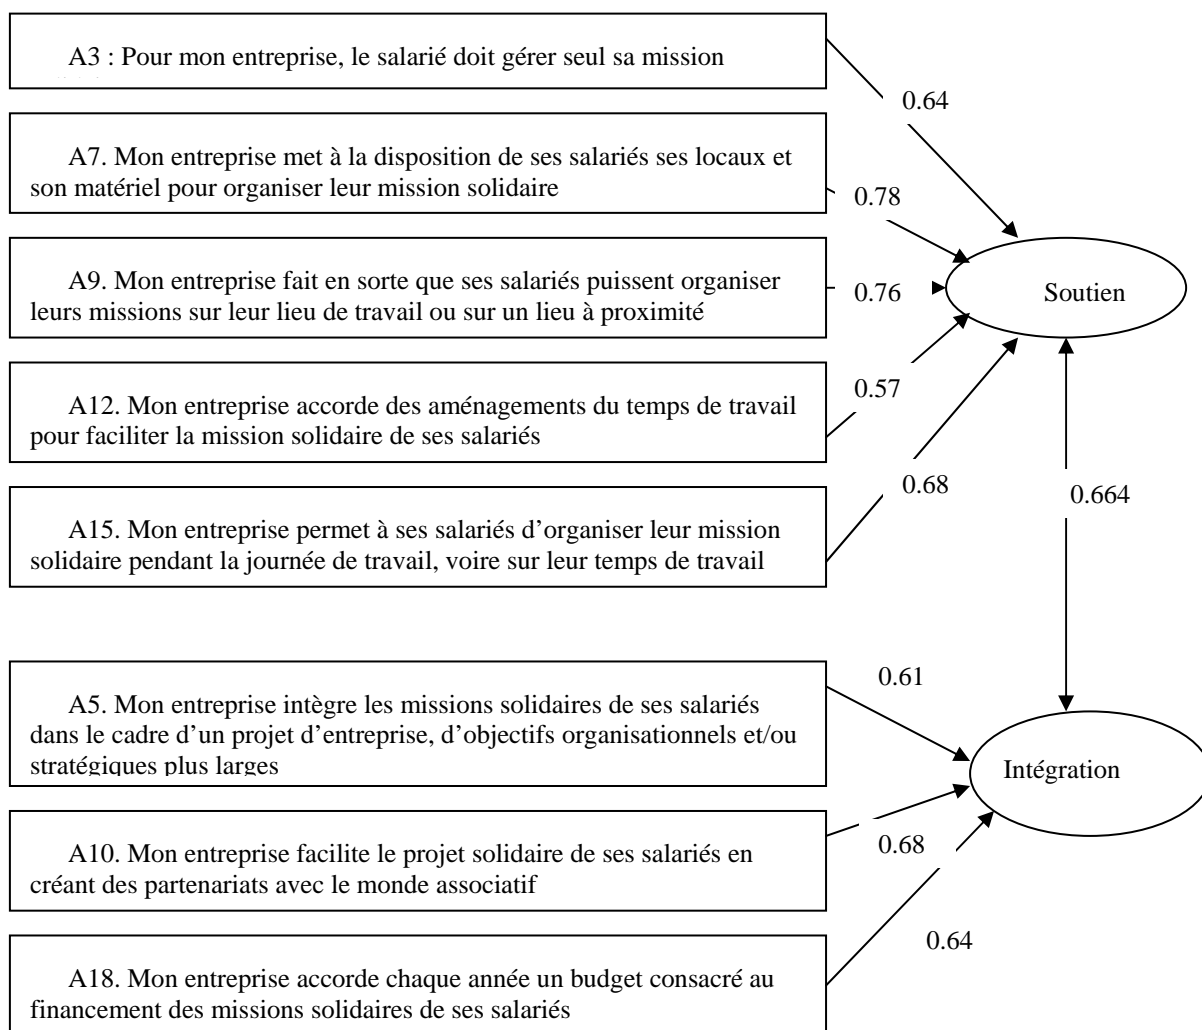 A3 : Pour mon entreprise, le salarié doit gérer seul sa mission
0.64
A7. Mon entreprise met à la disposition de ses salariés ses locaux et
son matériel pour organiser leur mission solidaire
0.78
A9. Mon entreprise fait en sorte que ses salariés puissent organiser
leurs missions sur leur lieu de travail ou sur un lieu à proximité
0.76
Soutien
A12. Mon entreprise accorde des aménagements du temps de travail
pour faciliter la mission solidaire de ses salariés
0.57
A15. Mon entreprise permet à ses salariés d’organiser leur mission
solidaire pendant la journée de travail, voire sur leur temps de travail
0.68
0.664
A5. Mon entreprise intègre les missions solidaires de ses salariés
dans le cadre d’un projet d’entreprise, d’objectifs organisationnels et/ou
stratégiques plus larges
0.61
Intégration
A10. Mon entreprise facilite le projet solidaire de ses salariés en
créant des partenariats avec le monde associatif
0.68
A18. Mon entreprise accorde chaque année un budget consacré au
financement des missions solidaires de ses salariés
0.64